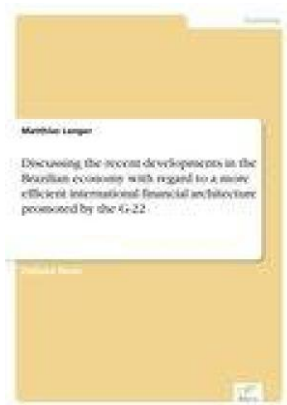 Matthias Langer
Discussing the recent developments in the
Brazilian economy with regard to a more
efficient international financial architecture
promoted by the G-22